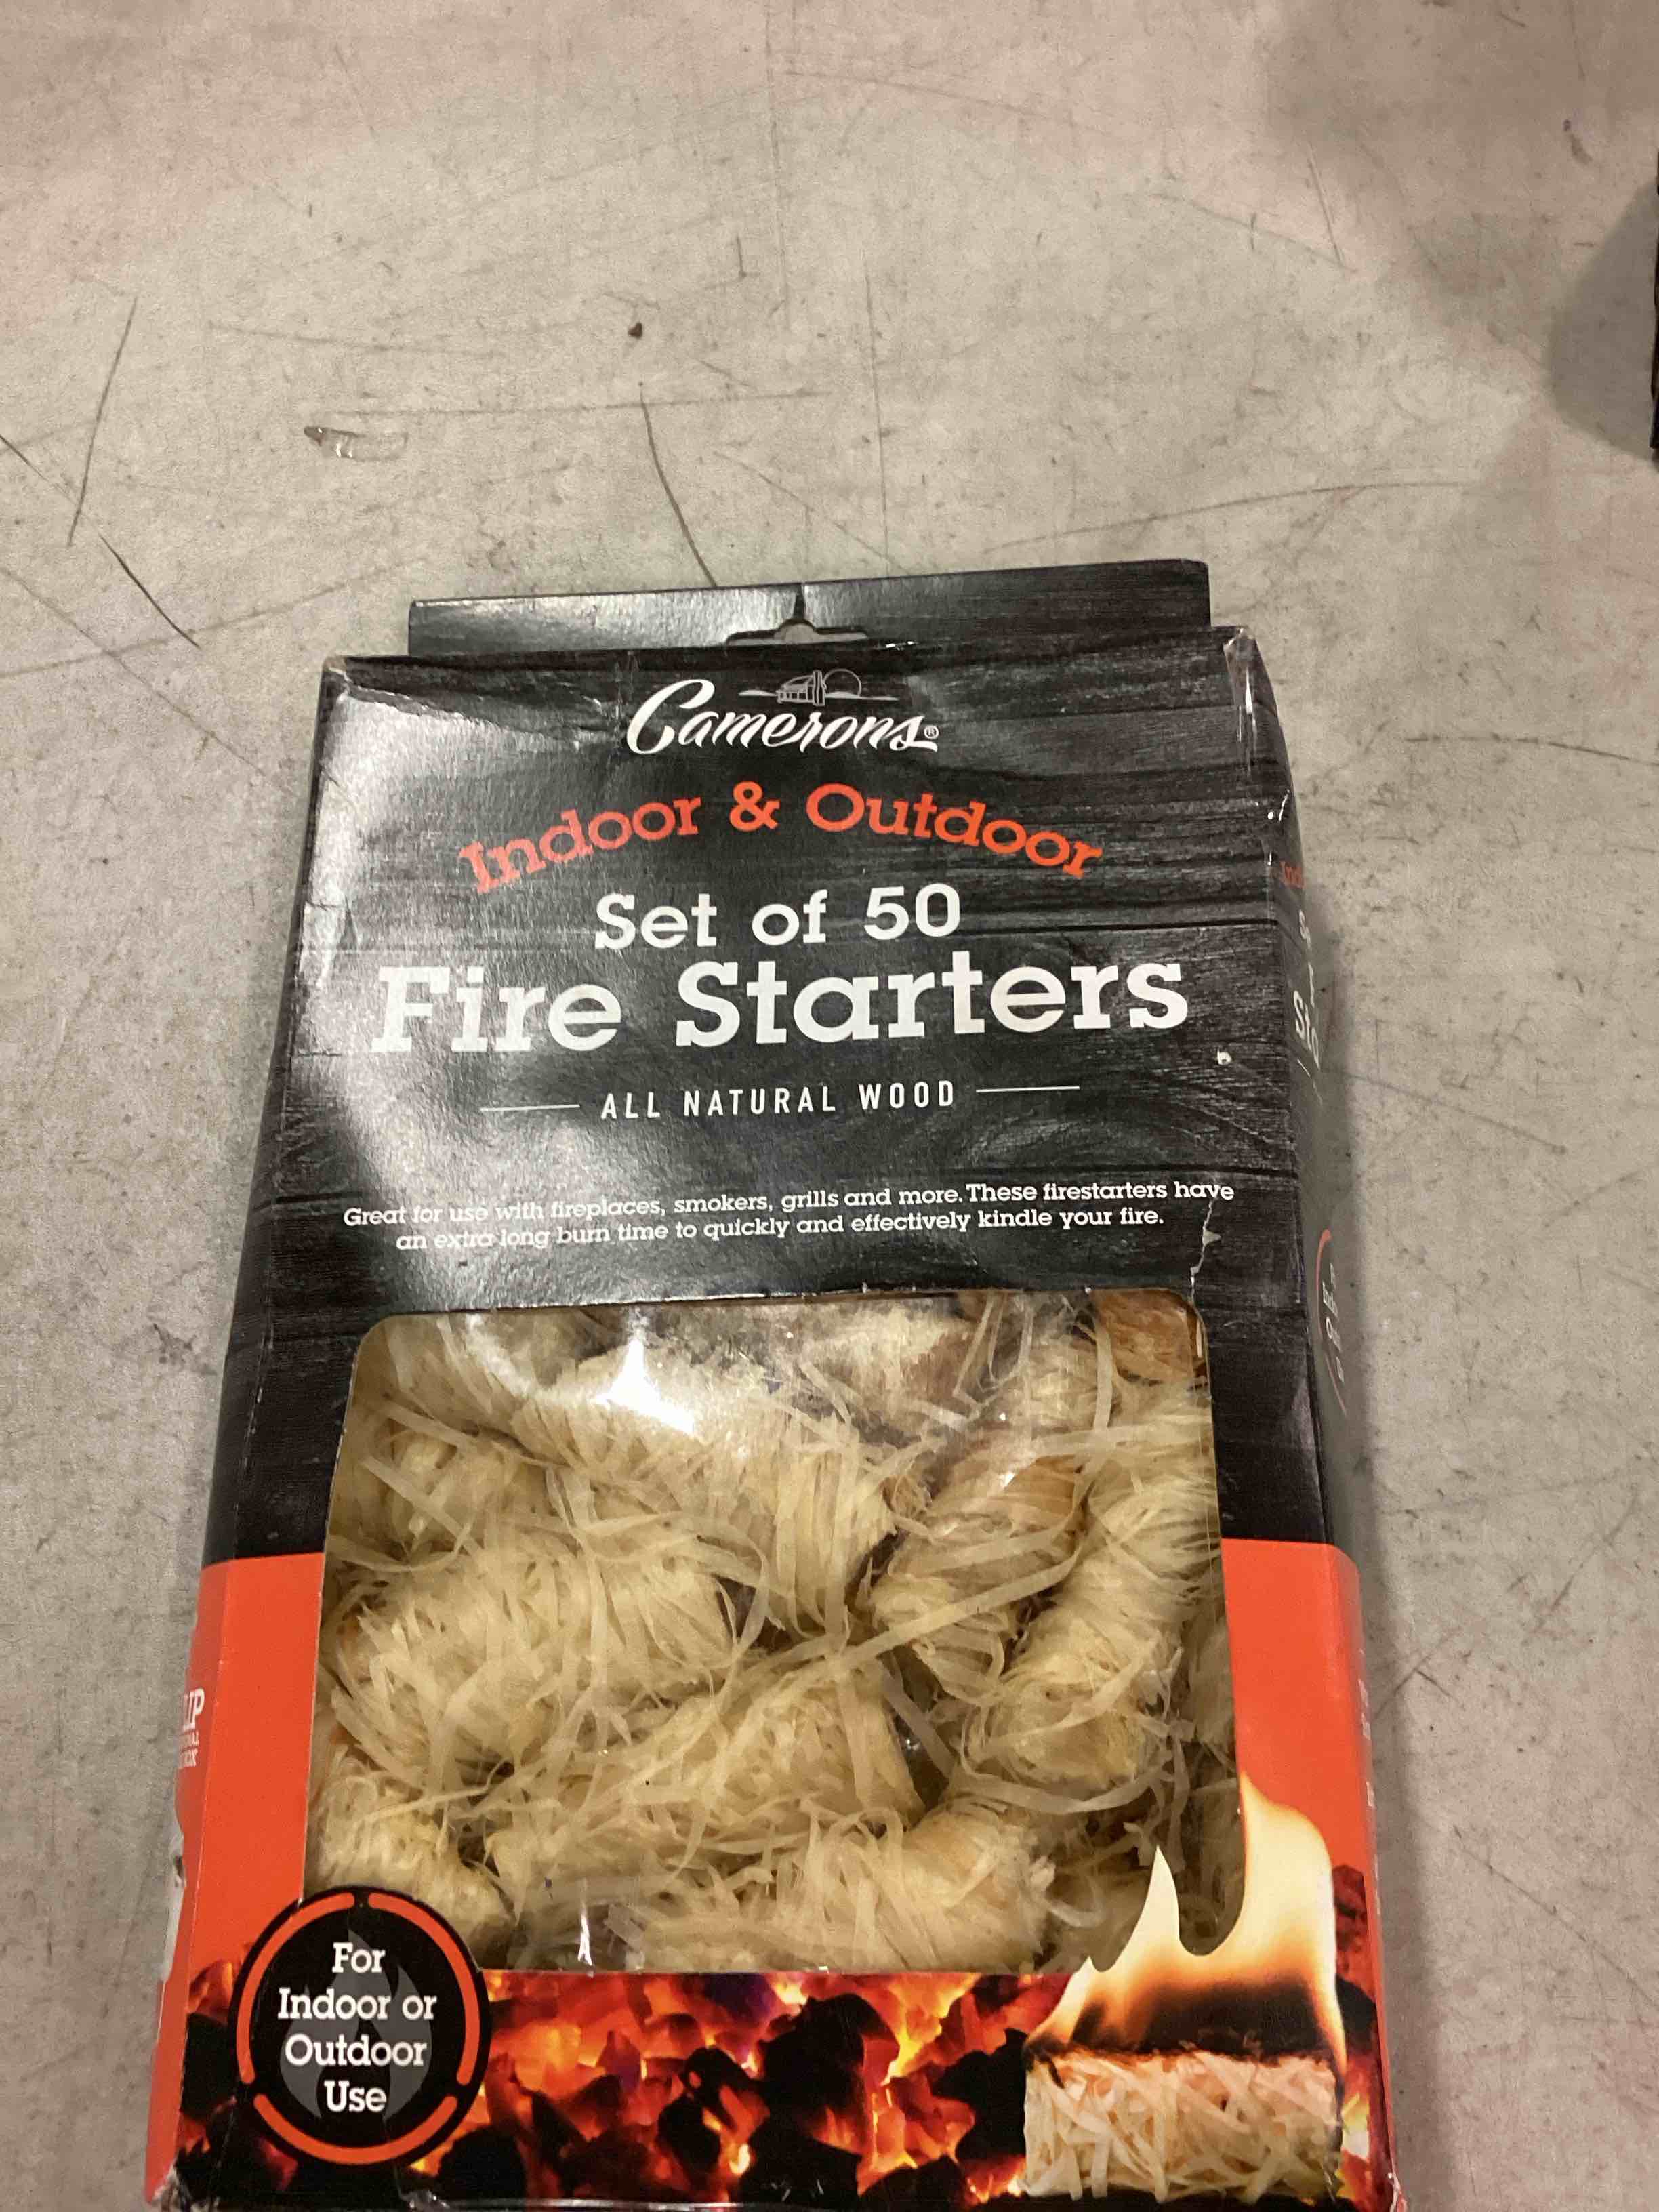 Camerons®
Indoor & Outdoor
Set of 50
Fire Starters
ALL NATURAL WOOD
Great for use with fireplaces, smokers, grills and more. These firestarters have
an extra long burn time to quickly and effectively kindle your fire.
For
Indoor or
Outdoor
Use